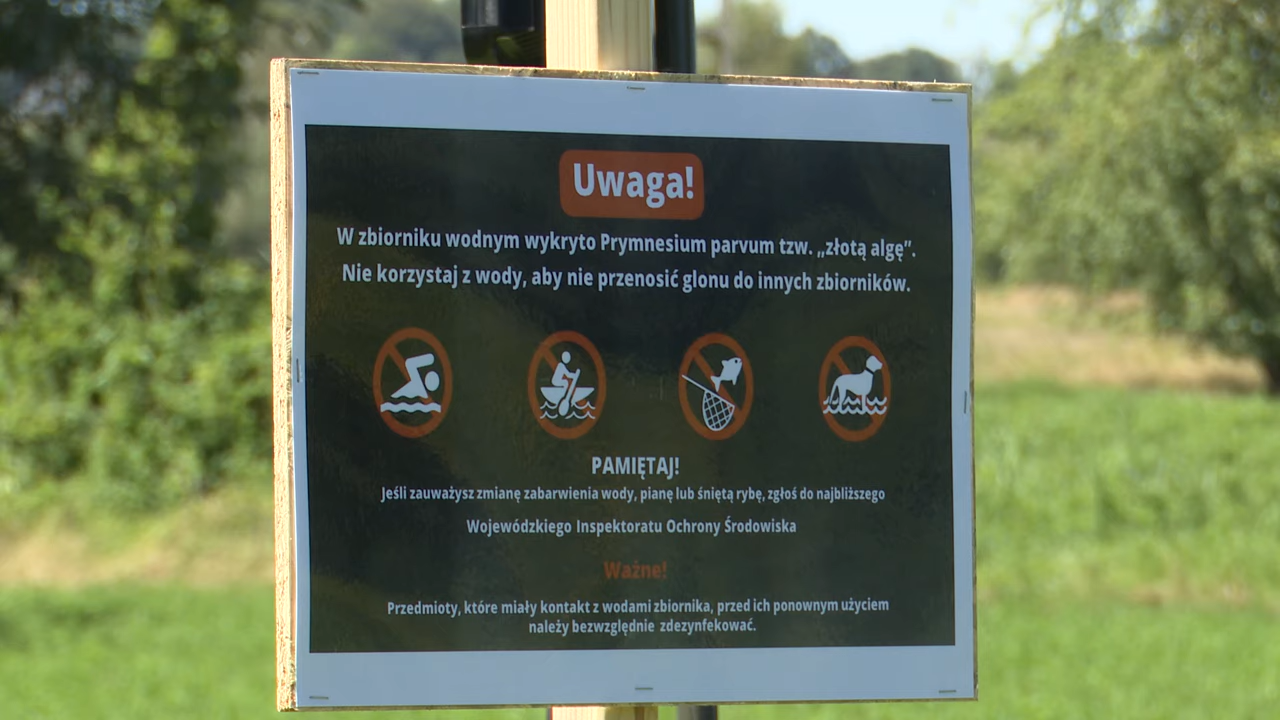 Uwaga!
W zbiorniku wodnym wykryto Prymnesium parvum tzw. „złotą algę”.
Nie korzystaj z wody, aby nie przenosić glonu do innych zbiorników.
PAMIĘTAJ!
Jeśli zauważysz zmianę zabarwienia wody, pianę lub śniętą rybę, zgłoś do najbliższego
Wojewódzkiego Inspektoratu Ochrony Środowiska
Ważne!
Przedmioty, które miały kontakt z wodami zbiornika, przed ich ponownym użyciem
należy bezwzględnie zdezynfekować.